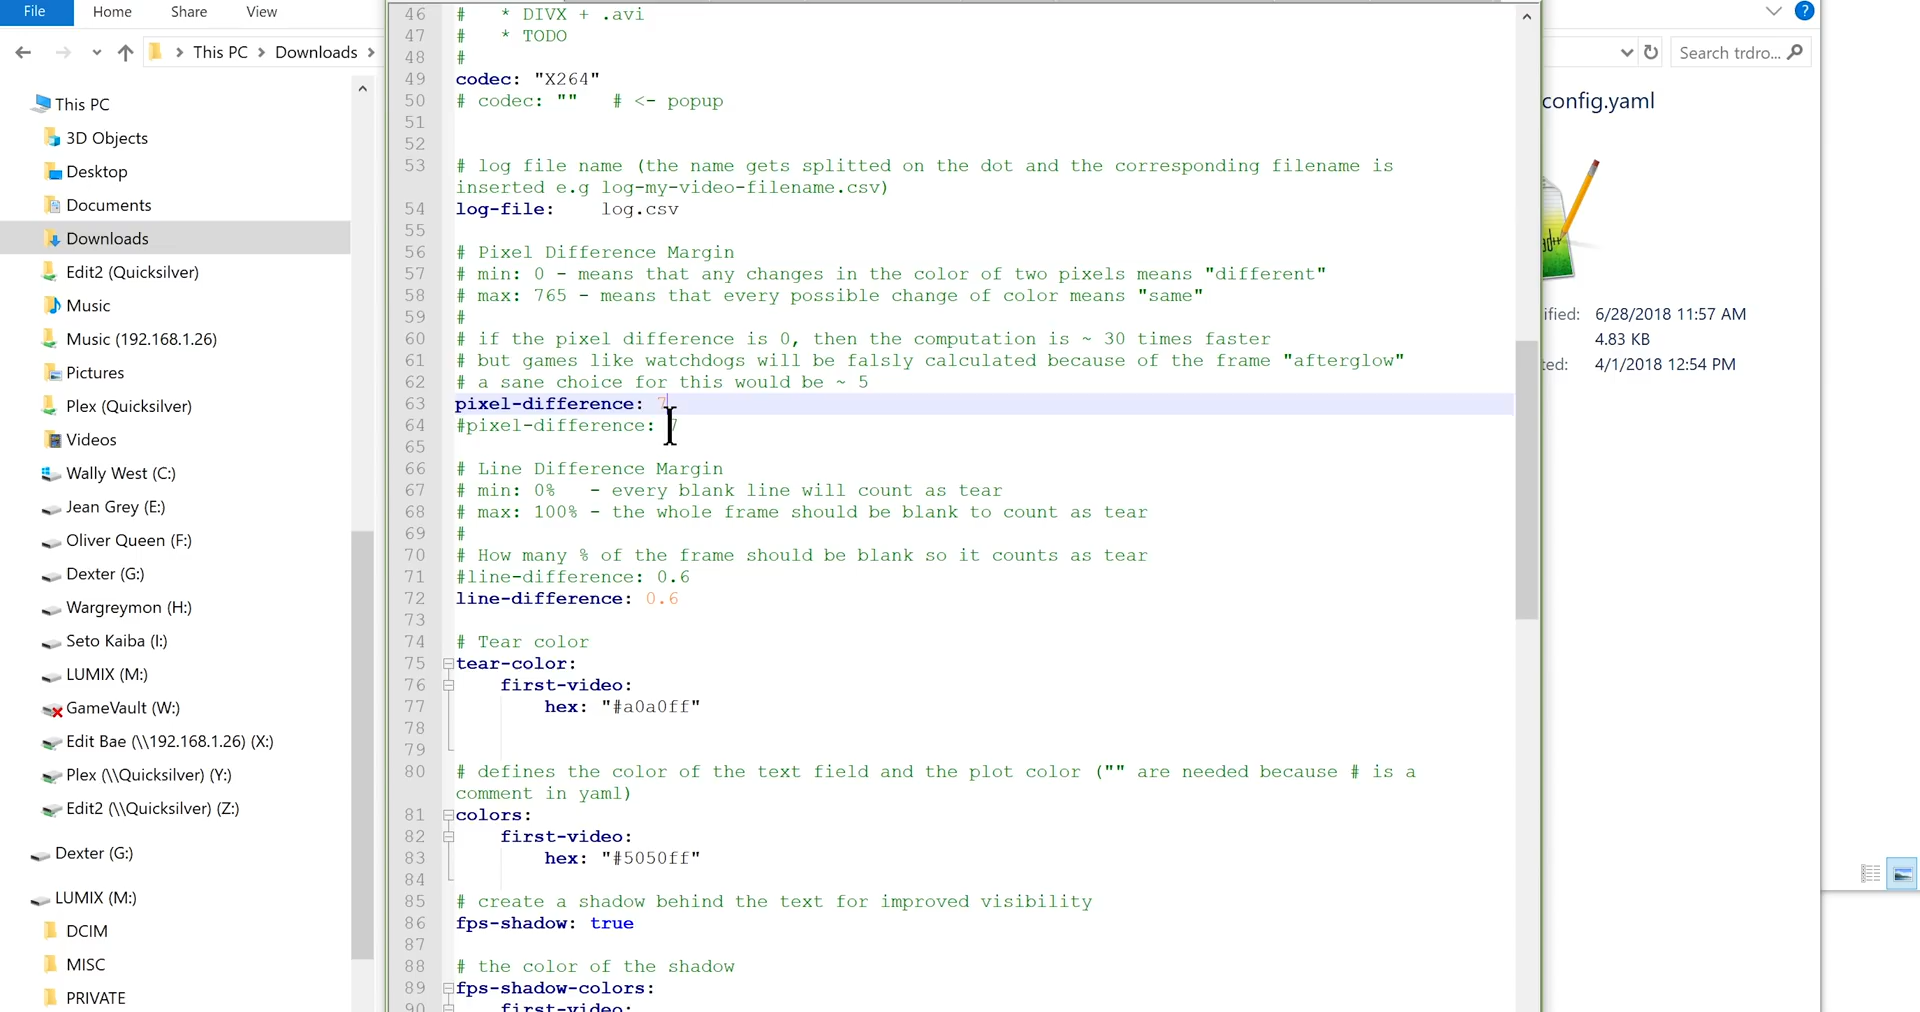 File Home Share View
This PC > Downloads >
Search trdro...
This PC
3D Objects
Desktop
Documents
Downloads
Edit2 (Quicksilver)
Music
Music (192.168.1.26)
Pictures
Plex (Quicksilver)
Videos
Wally West (C:)
Jean Grey (E:)
Oliver Queen (F:)
Dexter (G:)
Wargreymon (H:)
Seto Kaiba (I:)
LUMIX (M:)
GameVault (W:)
Edit Bae (\\192.168.1.26) (X:)
Plex (\\Quicksilver) (Y:)
Edit2 (\\Quicksilver) (Z:)
Dexter (G:)
LUMIX (M:)
DCIM
MISC
PRIVATE
46 #   * DIVX + .avi
47 #   * TODO
48 #
49 codec: "X264"
50 # codec: ""   # <- popup
51
52
53 # log file name (the name gets splitted on the dot and the corresponding filename is
inserted e.g log-my-video-filename.csv)
54 log-file:    log.csv
55
56 # Pixel Difference Margin
57 # min: 0 - means that any changes in the color of two pixels means "different"
58 # max: 765 - means that every possible change of color means "same"
59 #
60 # if the pixel difference is 0, then the computation is ~ 30 times faster
61 # but games like watchdogs will be falsly calculated because of the frame "afterglow"
62 # a sane choice for this would be ~ 5
63 pixel-difference: 7
64 #pixel-difference: 7
65
66 # Line Difference Margin
67 # min: 0%   - every blank line will count as tear
68 # max: 100% - the whole frame should be blank to count as tear
69 #
70 # How many % of the frame should be blank so it counts as tear
71 #line-difference: 0.6
72 line-difference: 0.6
73
74 # Tear color
75 tear-color:
76     first-video:
77         hex: "#a0a0ff"
78
79
80 # defines the color of the text field and the plot color ("" are needed because # is a
comment in yaml)
81 colors:
82     first-video:
83         hex: "#5050ff"
84
85 # create a shadow behind the text for improved visibility
86 fps-shadow: true
87
88 # the color of the shadow
89 fps-shadow-colors:
90     first-video:
config.yaml
ified: 6/28/2018 11:57 AM
4.83 KB
ted: 4/1/2018 12:54 PM